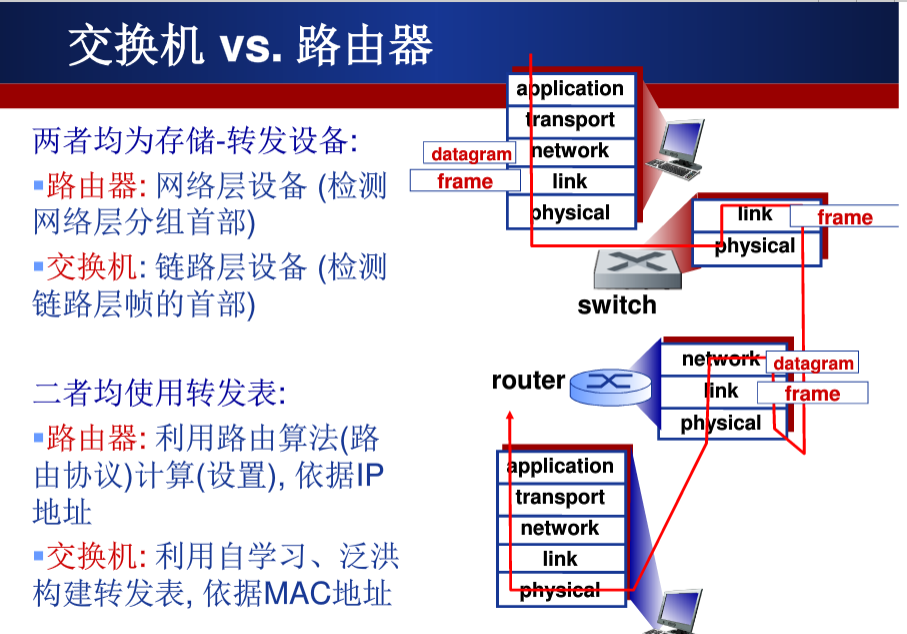 交换机 vs. 路由器
两者均为存储-转发设备:
路由器: 网络层设备 (检测
网络层分组首部)
交换机: 链路层设备 (检测
链路层帧的首部)
二者均使用转发表:
路由器: 利用路由算法(路
由协议)计算(设置), 依据IP
地址
交换机: 利用自学习、泛洪
构建转发表, 依据MAC地址
application
transport
datagram
network
frame
link
physical
link
frame
physical
switch
network
datagram
router
link
frame
physical
application
transport
network
link
physical